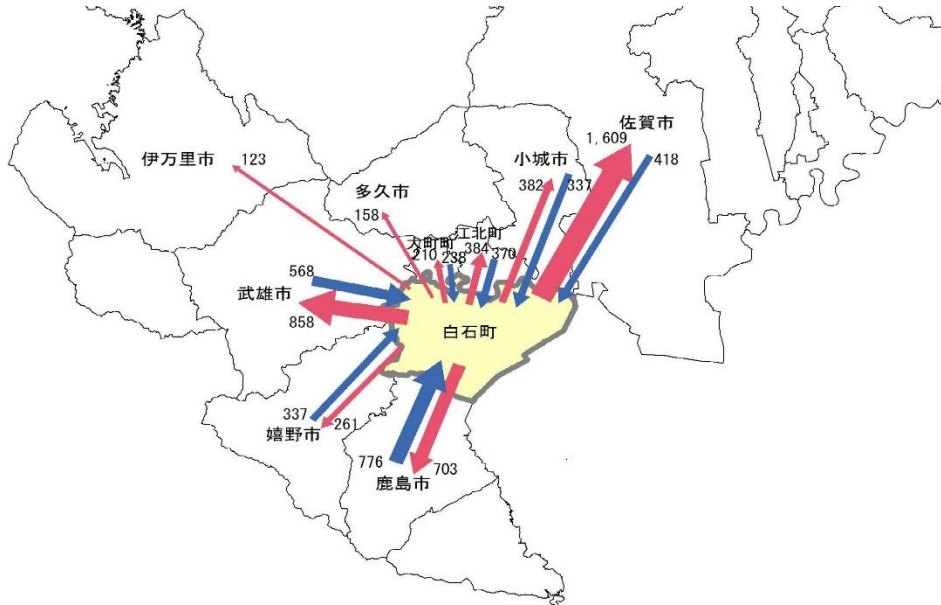 佐賀市
1,609
418
小城市
382
337
伊万里市
123
多久市
158
大町町
210
238
江北町
384
370
568
武雄市
858
白石町
337
261
嬉野市
776
703
鹿島市